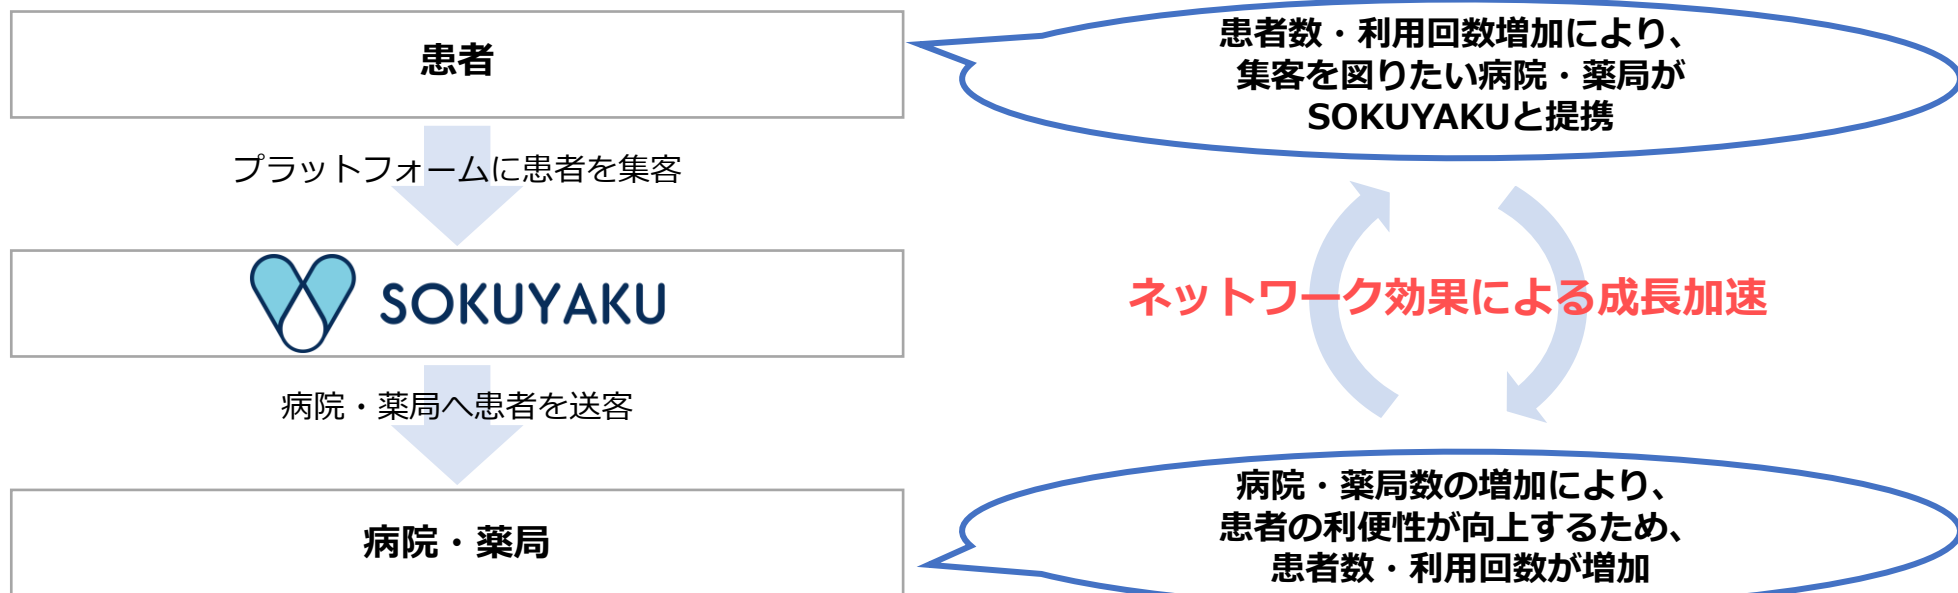 患者
プラットフォームに患者を集客
SOKUYAKU
病院・薬局へ患者を送客
病院・薬局
患者数・利用回数増加により、
集客を図りたい病院・薬局が
SOKUYAKUと提携
ネットワーク効果による成長加速
病院・薬局数の増加により、
患者の利便性が向上するため、
患者数・利用回数が増加